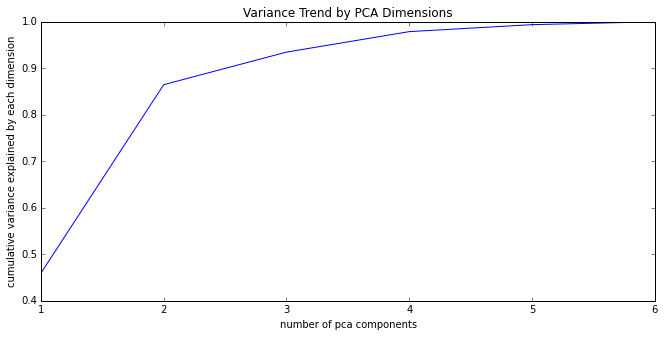 Variance Trend by PCA Dimensions
cumulative variance explained by each dimension
1.0
0.9
0.8
0.7
0.6
0.5
0.4
1 2 3 4 5 6
number of pca components